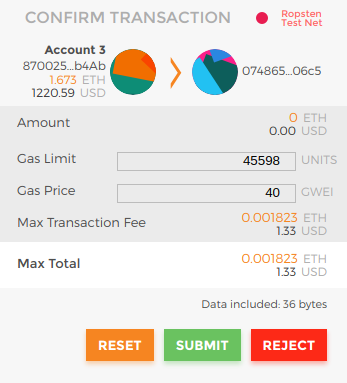 CONFIRM TRANSACTION
Ropsten
Test Net
Account 3
870025...b4Ab
1.673 ETH
1220.59 USD
074865...06c5
Amount
0 ETH
0.00 USD
Gas Limit 45598 UNITS
Gas Price 40 GWEI
Max Transaction Fee
0.001823 ETH
1.33 USD
Max Total
0.001823 ETH
1.33 USD
Data included: 36 bytes
RESET SUBMIT REJECT